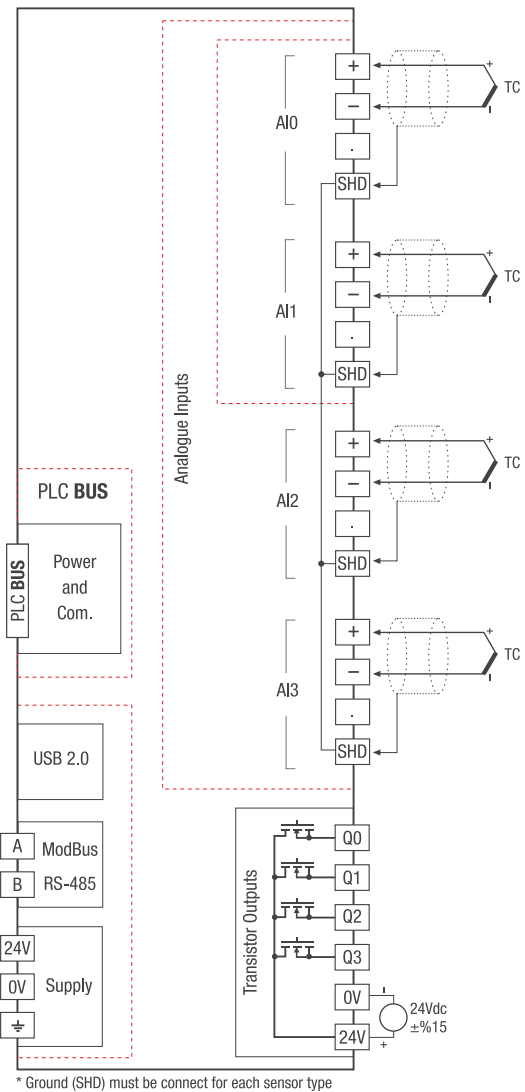 +
−
.
SHD
AI0
+
-
TC
+
−
.
SHD
AI1
+
-
TC
Analogue Inputs
+
−
.
SHD
AI2
+
-
TC
+
−
.
SHD
AI3
+
-
TC
PLC BUS
PLC BUS
Power
and
Com.
USB 2.0
A
B
ModBus
RS-485
24V
0V
Supply
Transistor Outputs
Q0
Q1
Q2
Q3
0V
24V
-
+
24Vdc
±%15
* Ground (SHD) must be connect for each sensor type